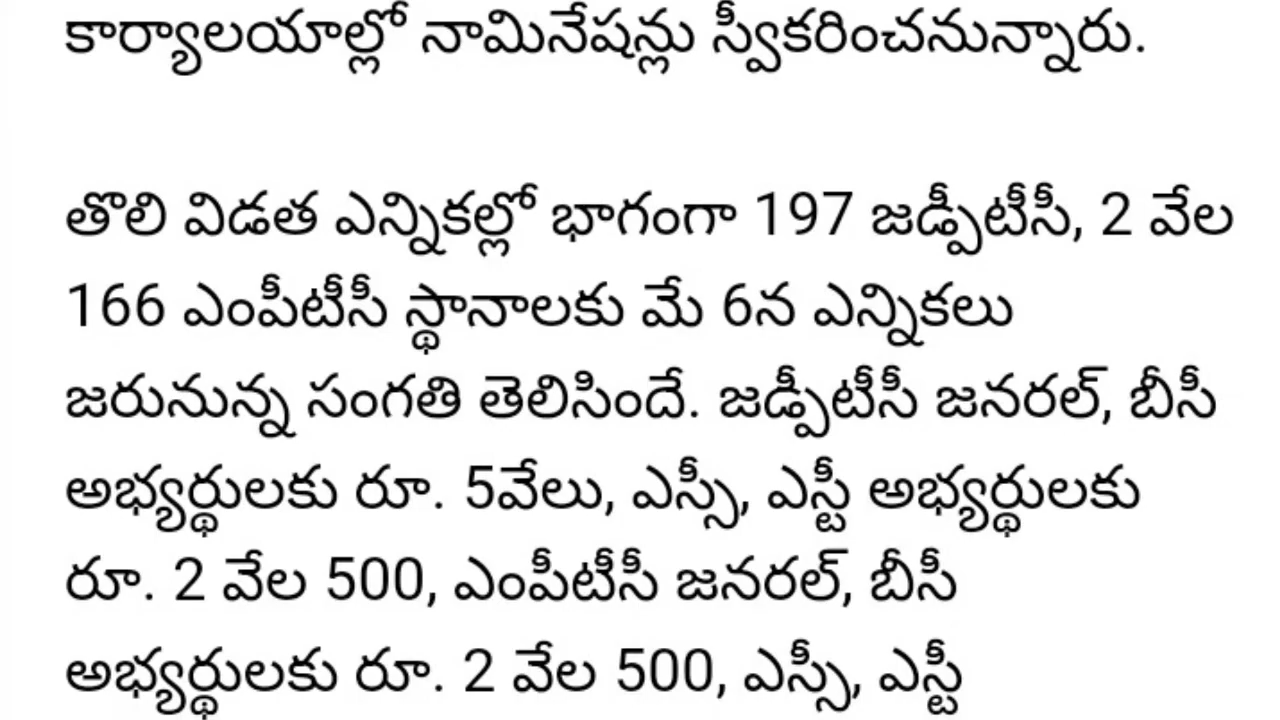 కార్యాలయాల్లో నామినేషన్లు స్వీకరించనున్నారు.
తొలి విడత ఎన్నికల్లో భాగంగా 197 జడ్పీటీసీ, 2 వేల
166 ఎంపీటీసీ స్థానాలకు మే 6న ఎన్నికలు
జరునున్న సంగతి తెలిసిందే. జడ్పీటీసీ జనరల్, బీసీ
అభ్యర్థులకు రూ. 5వేలు, ఎస్సీ, ఎస్టీ అభ్యర్థులకు
రూ. 2 వేల 500, ఎంపీటీసీ జనరల్, బీసీ
అభ్యర్థులకు రూ. 2 వేల 500, ఎస్సీ, ఎస్టీ